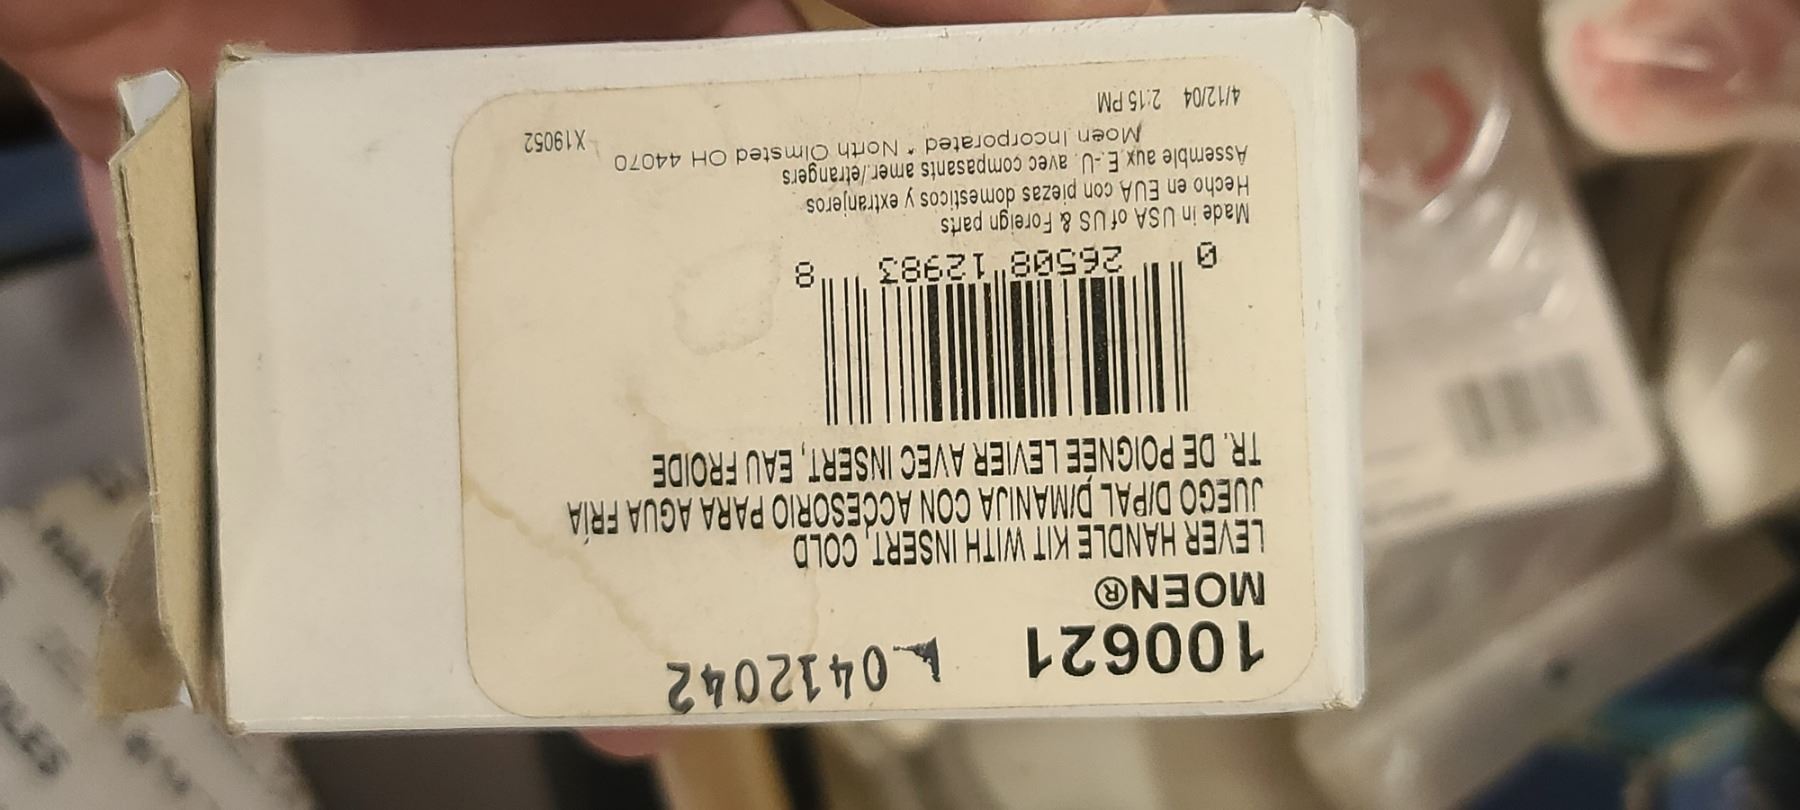 100621
L0412042
MOEN®
LEVER HANDLE KIT WITH INSERT, COLD
JUEGO D/PAL D/MANIJA CON ACCESORIO PARA AGUA FRÍA
TR. DE POIGNÉE LEVIER AVEC INSERT, EAU FROIDE
0 26508 12983 8
Made in USA of US & Foreign parts
Hecho en EUA con piezas domesticos y extranjeros
Assemble aux E.-U. avec compasants amer./etrangers
Moen Incorporated * North Olmsted OH 44070
X19052
4/12/04 2:15 PM